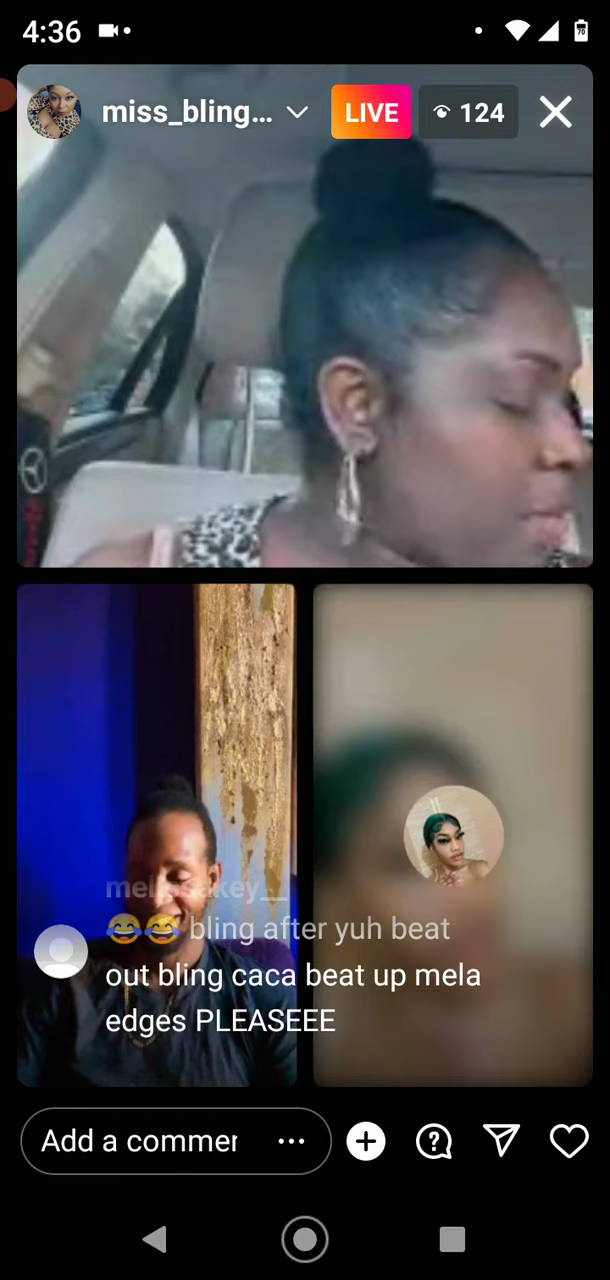 4:36
70
miss_bling...
LIVE
124
😂😂 bling after yuh beat
out bling caca beat up mela
edges PLEASEEE
Add a commer